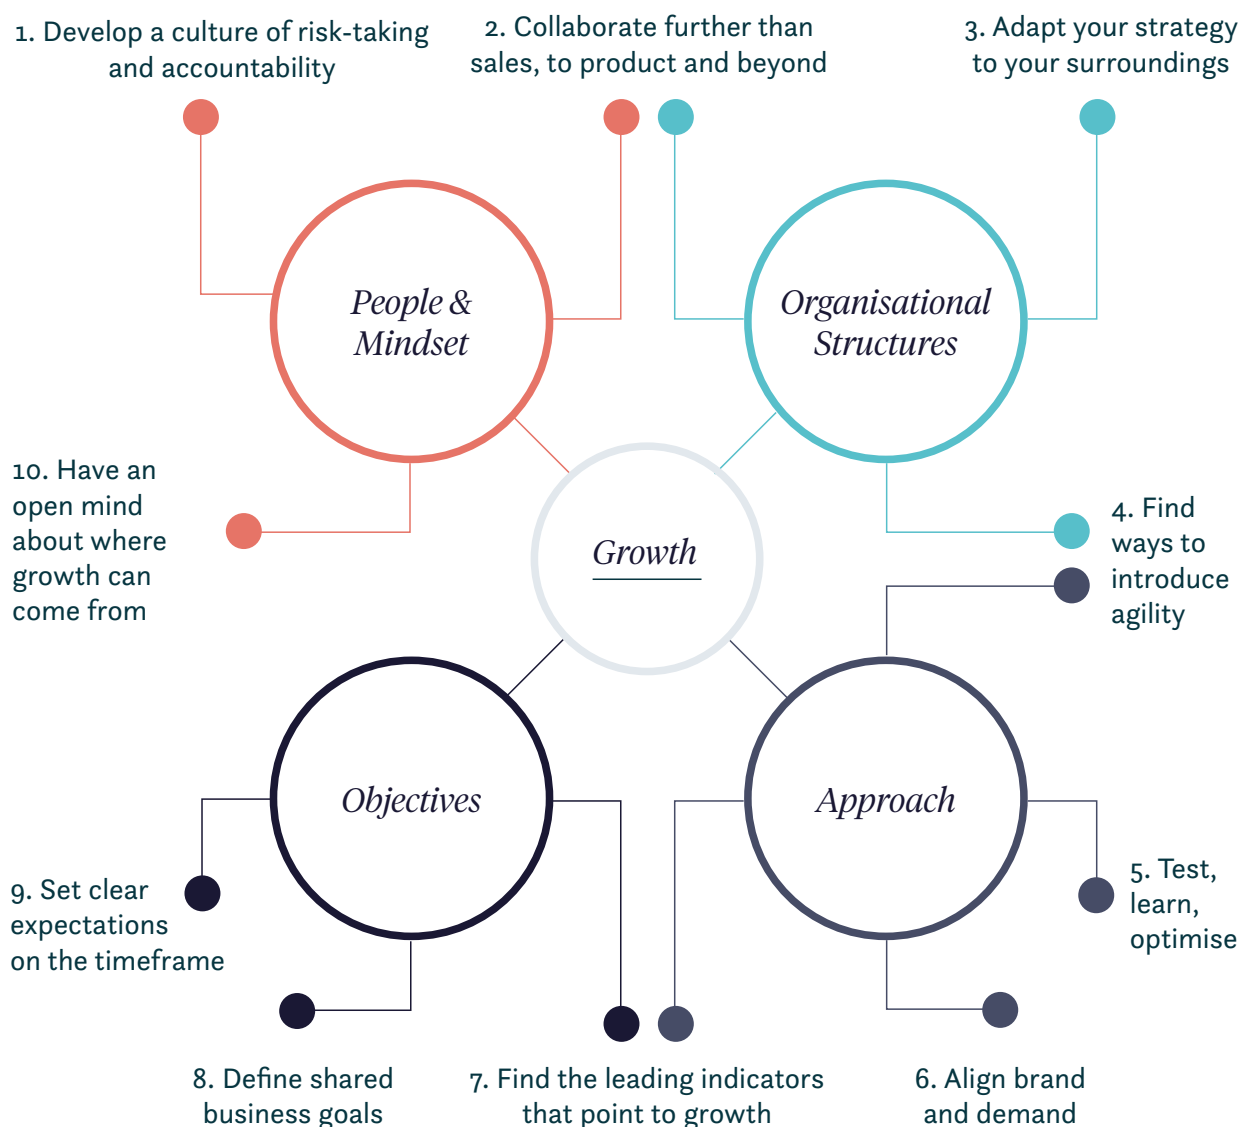 1. Develop a culture of risk-taking
and accountability
2. Collaborate further than
sales, to product and beyond
3. Adapt your strategy
to your surroundings
People &
Mindset
Organisational
Structures
10. Have an
open mind
about where
growth can
come from
Growth
4. Find
ways to
introduce
agility
Objectives
Approach
9. Set clear
expectations
on the timeframe
5. Test,
learn,
optimise
8. Define shared
business goals
7. Find the leading indicators
that point to growth
6. Align brand
and demand